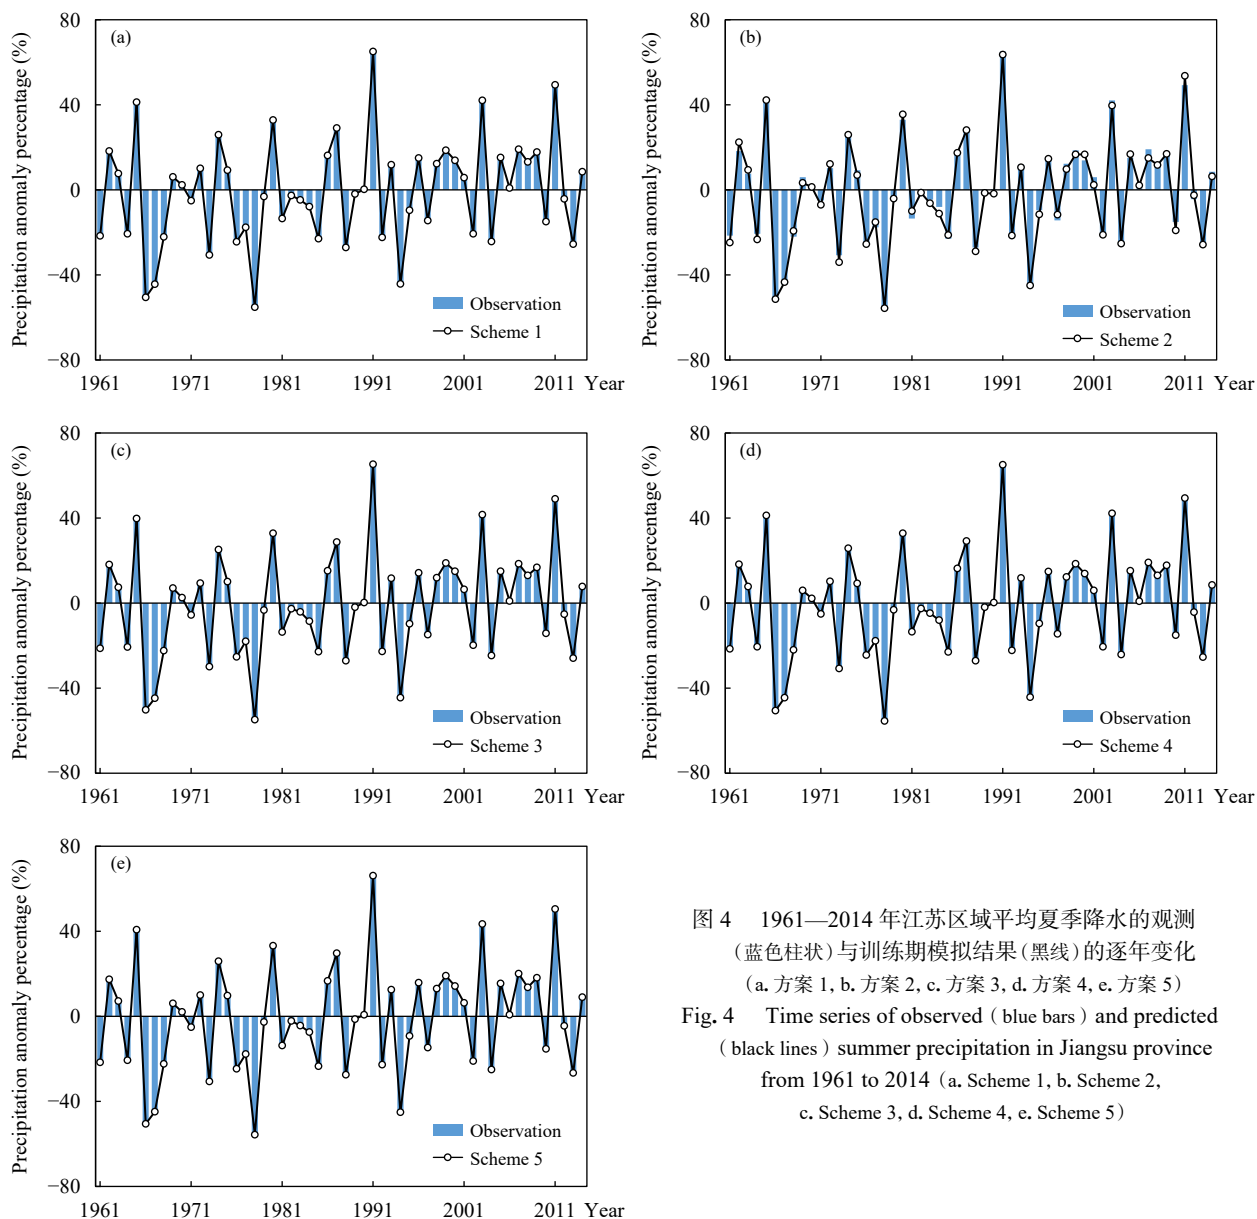 Precipitation anomaly percentage (%)
80
40
0
−40
−80
(a)
Observation
Scheme 1
1961 1971 1981 1991 2001 2011 Year
Precipitation anomaly percentage (%)
80
40
0
−40
−80
(b)
Observation
Scheme 2
1961 1971 1981 1991 2001 2011 Year
Precipitation anomaly percentage (%)
80
40
0
−40
−80
(c)
Observation
Scheme 3
1961 1971 1981 1991 2001 2011 Year
Precipitation anomaly percentage (%)
80
40
0
−40
−80
(d)
Observation
Scheme 4
1961 1971 1981 1991 2001 2011 Year
Precipitation anomaly percentage (%)
80
40
0
−40
−80
(e)
Observation
Scheme 5
1961 1971 1981 1991 2001 2011 Year
图 4 1961—2014 年江苏区域平均夏季降水的观测
(蓝色柱状)与训练期模拟结果(黑线)的逐年变化
(a. 方案 1, b. 方案 2, c. 方案 3, d. 方案 4, e. 方案 5)
Fig. 4 Time series of observed (blue bars) and predicted
(black lines) summer precipitation in Jiangsu province
from 1961 to 2014 (a. Scheme 1, b. Scheme 2,
c. Scheme 3, d. Scheme 4, e. Scheme 5)